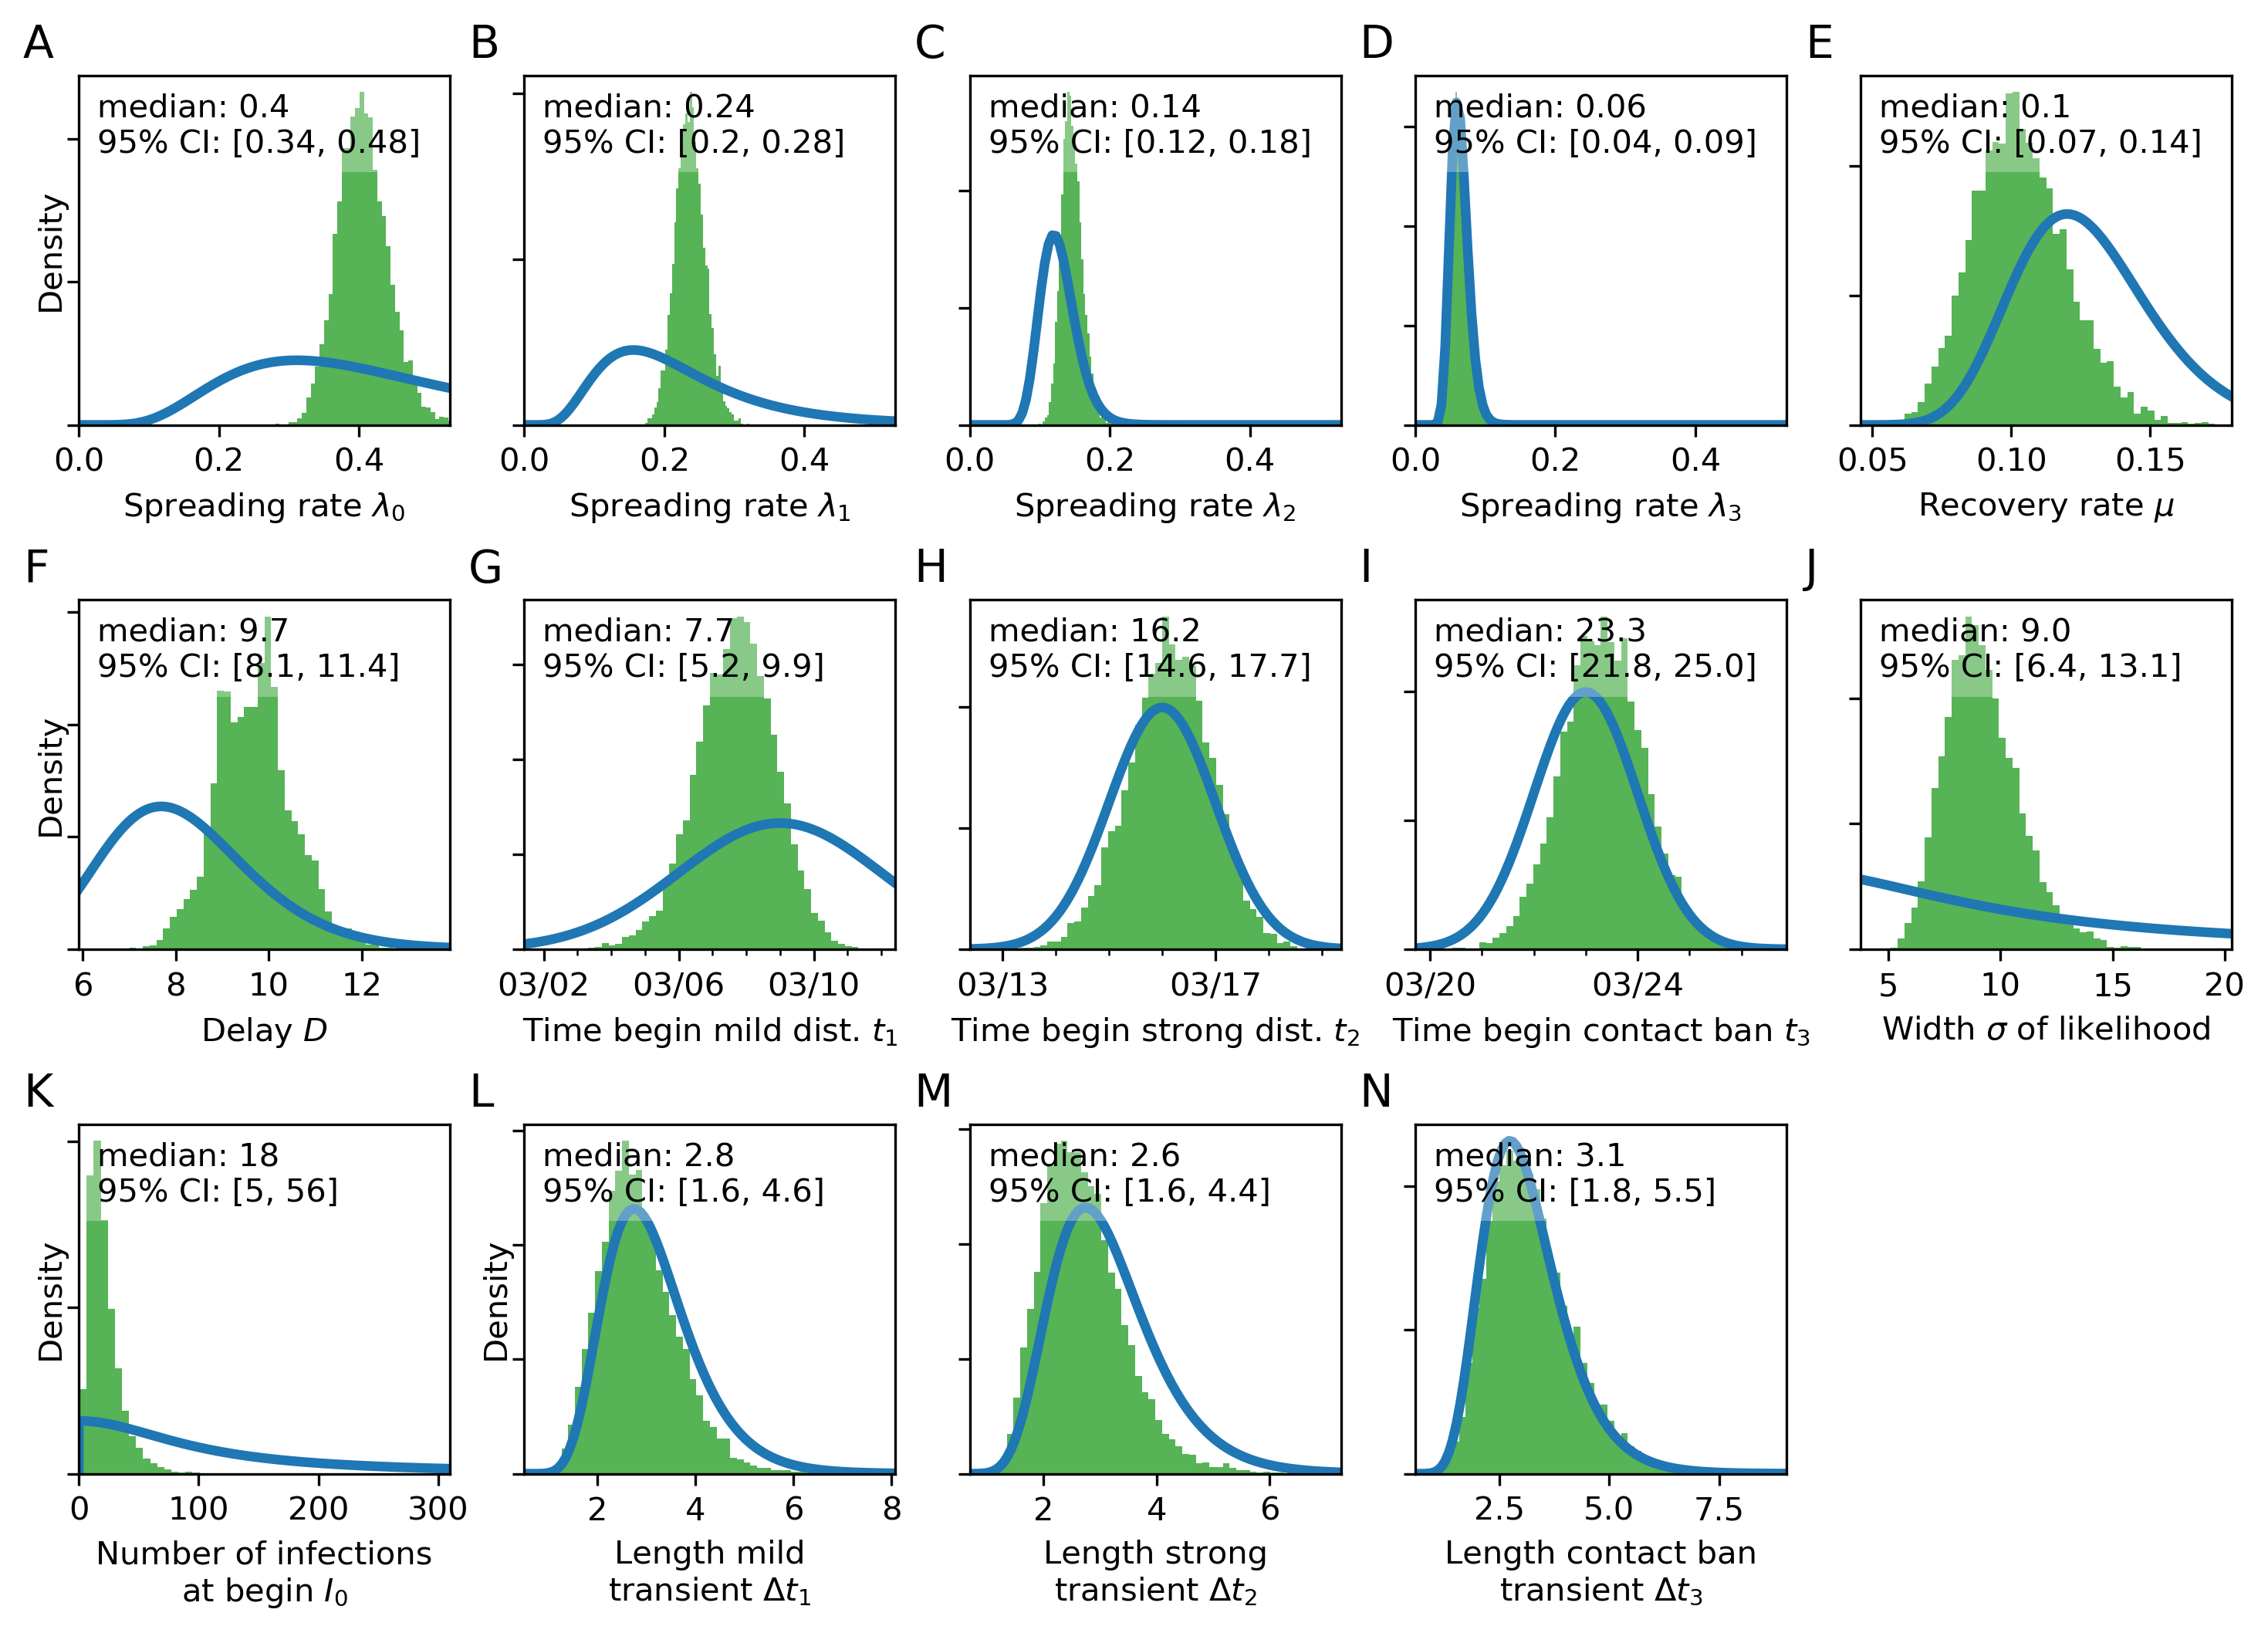 A
B
C
D
E
median: 0.4
95% CI: [0.34, 0.48]
median: 0.24
95% CI: [0.2, 0.28]
median: 0.14
95% CI: [0.12, 0.18]
median: 0.06
95% CI: [0.04, 0.09]
median: 0.1
95% CI: [0.07, 0.14]
Density
0.0 0.2 0.4
0.0 0.2 0.4
0.0 0.2 0.4
0.0 0.2 0.4
0.05 0.10 0.15
Spreading rate λ0
Spreading rate λ1
Spreading rate λ2
Spreading rate λ3
Recovery rate μ
F
G
H
I
J
median: 9.7
95% CI: [8.1, 11.4]
median: 7.7
95% CI: [5.2, 9.9]
median: 16.2
95% CI: [14.6, 17.7]
median: 23.3
95% CI: [21.8, 25.0]
median: 9.0
95% CI: [6.4, 13.1]
Density
6 8 10 12
03/02 03/06 03/10
03/13 03/17
03/20 03/24
5 10 15 20
Delay D
Time begin mild dist. t1
Time begin strong dist. t2
Time begin contact ban t3
Width σ of likelihood
K
L
M
N
median: 18
95% CI: [5, 56]
median: 2.8
95% CI: [1.6, 4.6]
median: 2.6
95% CI: [1.6, 4.4]
median: 3.1
95% CI: [1.8, 5.5]
Density
Density
0 100 200 300
2 4 6 8
2 4 6
2.5 5.0 7.5
Number of infections
at begin I0
Length mild
transient Δt1
Length strong
transient Δt2
Length contact ban
transient Δt3